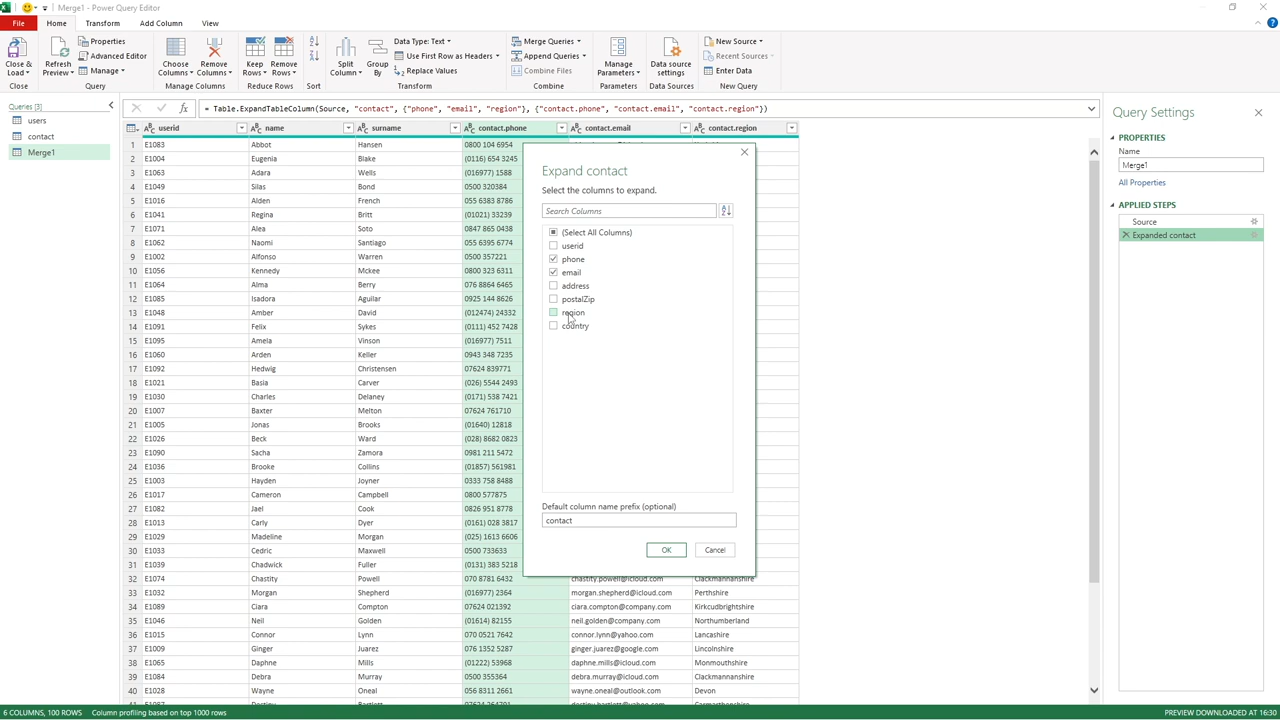 Merge1 - Power Query Editor
File Home Transform Add Column View
Close & Load
Close
Refresh Preview
Properties
Advanced Editor
Manage
Query
Choose Columns
Remove Columns
Manage Columns
Keep Rows
Remove Rows
Reduce Rows
Sort
Split Column
Group By
Data Type: Text
Use First Row as Headers
Replace Values
Transform
Merge Queries
Append Queries
Combine Files
Combine
Manage Parameters
Parameters
Data source settings
Data Sources
New Source
Recent Sources
Enter Data
New Query
Queries [3]
users
contact
Merge1
= Table.ExpandTableColumn(Source, "contact", {"phone", "email", "region"}, {"contact.phone", "contact.email", "contact.region"})
userid name surname contact.phone contact.email contact.region
1 E1083 Abbot Hansen 0800 104 6954
2 E1004 Eugenia Blake (0116) 654 3245
3 E1063 Adara Wells (016977) 1588
4 E1049 Silas Bond 0500 320384
5 E1016 Alden French 055 6383 8786
6 E1041 Regina Britt (01021) 33239
7 E1071 Alea Soto 0847 865 0438
8 E1062 Naomi Santiago 055 6395 6774
9 E1002 Alfonso Warren 0500 357221
10 E1056 Kennedy Mckee 0800 323 6311
11 E1064 Alma Berry 076 8864 6465
12 E1085 Isadora Aguilar 0925 144 8626
13 E1048 Amber David (012474) 24332
14 E1091 Felix Sykes (0111) 452 7428
15 E1095 Amela Vinson (016977) 7511
16 E1060 Arden Keller 0943 348 7235
17 E1092 Hedwig Christensen 07624 839771
18 E1021 Basia Carver (026) 5544 2493
19 E1030 Charles Delaney (0171) 538 7421
20 E1007 Baxter Melton 07624 761710
21 E1005 Jonas Brooks (01640) 12818
22 E1026 Beck Ward (028) 8682 0823
23 E1090 Sacha Zamora 0981 211 5472
24 E1036 Brooke Collins (01857) 561981
25 E1003 Hayden Joyner 0333 758 8488
26 E1017 Cameron Campbell 0800 577875
27 E1082 Jael Cook 0826 951 8778
28 E1013 Carly Dyer (0161) 028 3817
29 E1029 Madeline Morgan (025) 1613 6606
30 E1033 Cedric Maxwell 0500 733633
31 E1039 Chadwick Fuller (0131) 383 5218
32 E1074 Chastity Powell 070 8781 6432 chastity.powell@icloud.com Clackmannanshire
33 E1032 Morgan Shepherd (016977) 2364 morgan.shepherd@icloud.com Perthshire
34 E1089 Ciara Compton 07624 021392 ciara.compton@company.com Kirkcudbrightshire
35 E1046 Neil Golden (01614) 82155 neil.golden@company.com Northumberland
36 E1015 Connor Lynn 070 0521 7642 connor.lynn@yahoo.com Lancashire
37 E1009 Ginger Juarez 076 1352 5287 ginger.juarez@google.com Lincolnshire
38 E1065 Daphne Mills (01222) 53968 daphne.mills@icloud.com Monmouthshire
39 E1084 Debra Murray 0500 355364 debra.murray@icloud.com Clackmannanshire
40 E1028 Wayne Oneal 056 8311 2661 wayne.oneal@outlook.com Devon
Expand contact
Select the columns to expand.
Search Columns
(Select All Columns)
userid
phone
email
address
postalZip
region
country
Default column name prefix (optional)
contact
OK Cancel
Query Settings
PROPERTIES
Name
Merge1
All Properties
APPLIED STEPS
Source
Expanded contact
6 COLUMNS, 100 ROWS Column profiling based on top 1000 rows
PREVIEW DOWNLOADED AT 16:30